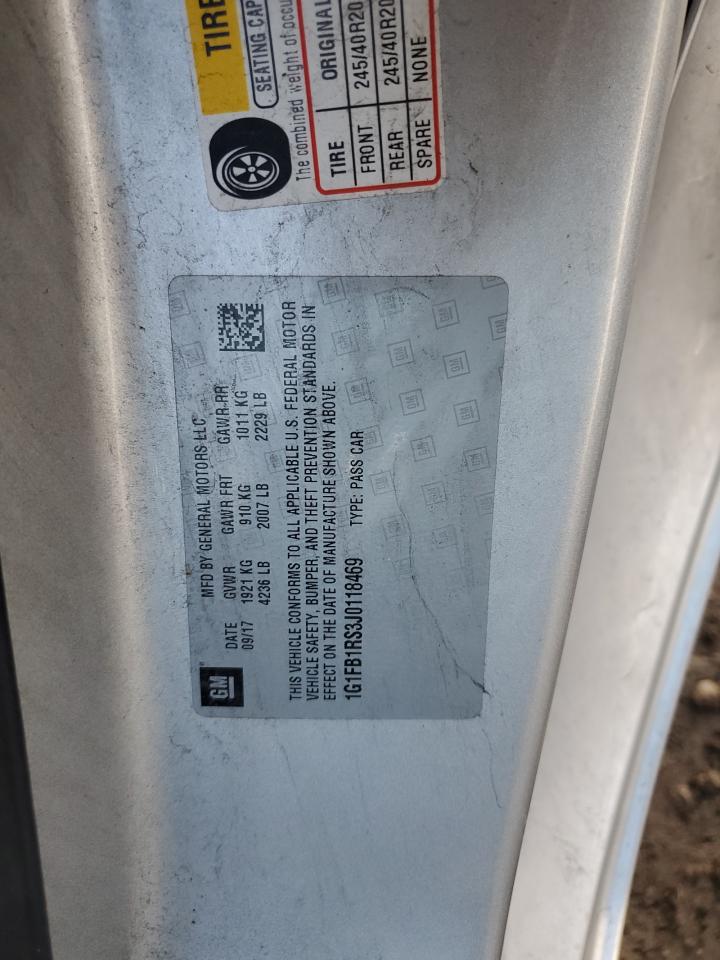 TIRE
SEATING CAP
The combined weight of occu
TIRE ORIGINAL
FRONT 245/40R20
REAR 245/40R20
SPARE NONE
GM
MFD BY GENERAL MOTORS LLC
DATE GVWR GAWR FRT GAWR RR
09/17 1921 KG 910 KG 1011 KG
4236 LB 2007 LB 2229 LB
THIS VEHICLE CONFORMS TO ALL APPLICABLE U.S. FEDERAL MOTOR
VEHICLE SAFETY, BUMPER, AND THEFT PREVENTION STANDARDS IN
EFFECT ON THE DATE OF MANUFACTURE SHOWN ABOVE.
1G1FB1RS3J0118469 TYPE: PASS CAR